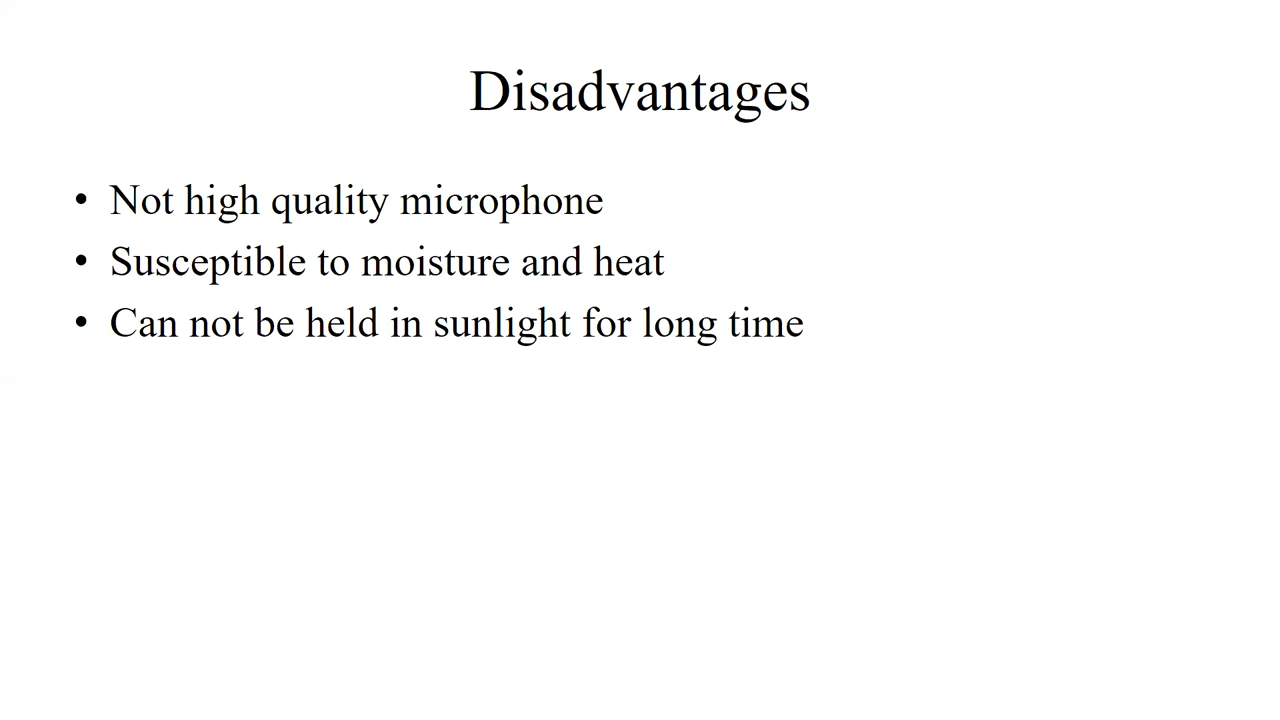 Disadvantages
• Not high quality microphone
• Susceptible to moisture and heat
• Can not be held in sunlight for long time